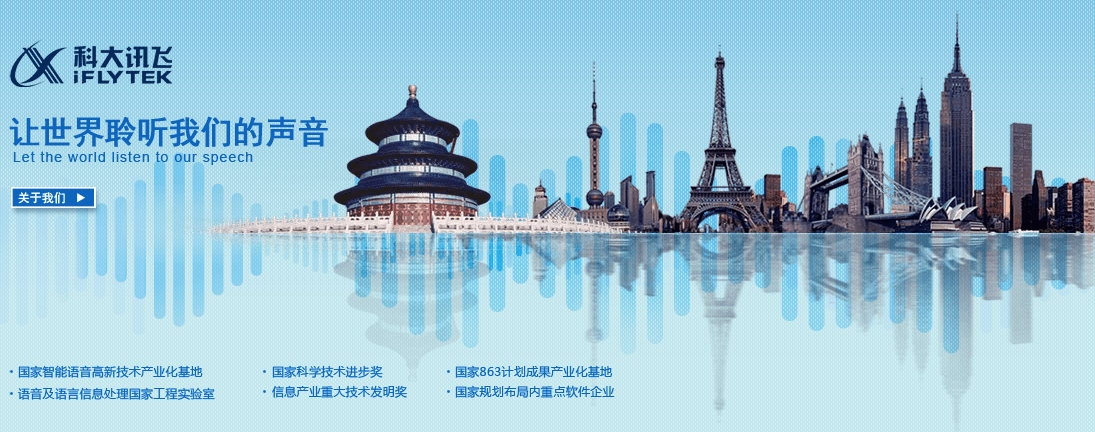 科大讯飞
iFLYTEK
让世界聆听我们的声音
Let the world listen to our speech
关于我们
国家智能语音高新技术产业化基地
语音及语言信息处理国家工程实验室
国家科学技术进步奖
信息产业重大技术发明奖
国家863计划成果产业化基地
国家规划布局内重点软件企业